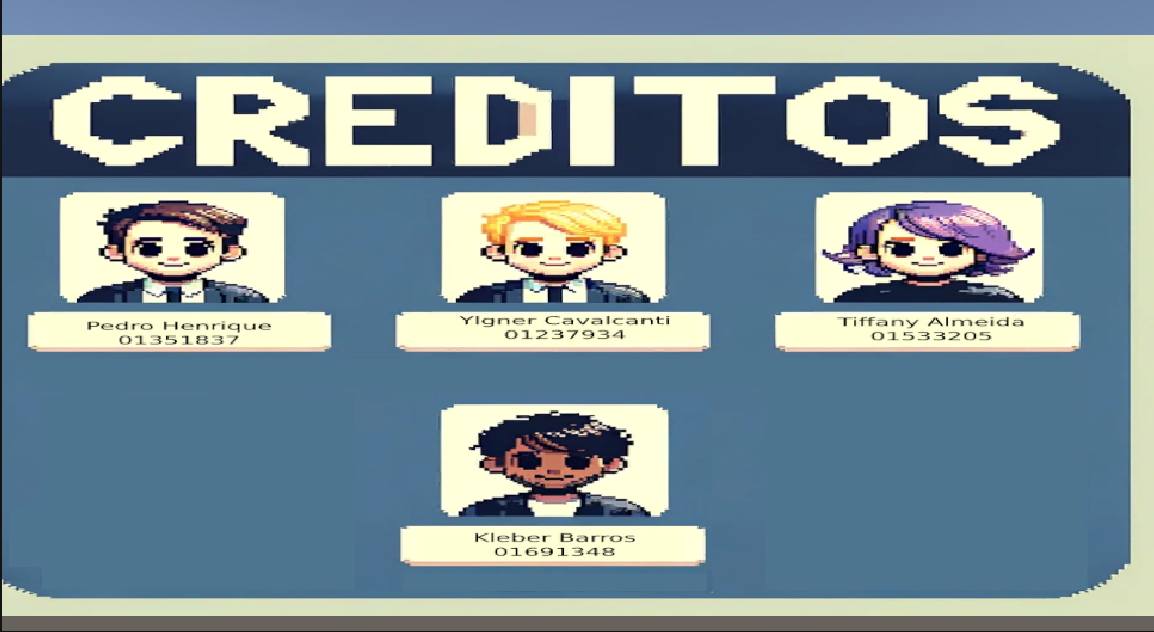 CREDITOS
Pedro Henrique
01351837
Ylgner Cavalcanti
01237934
Tiffany Almeida
01533205
Kleber Barros
01691348